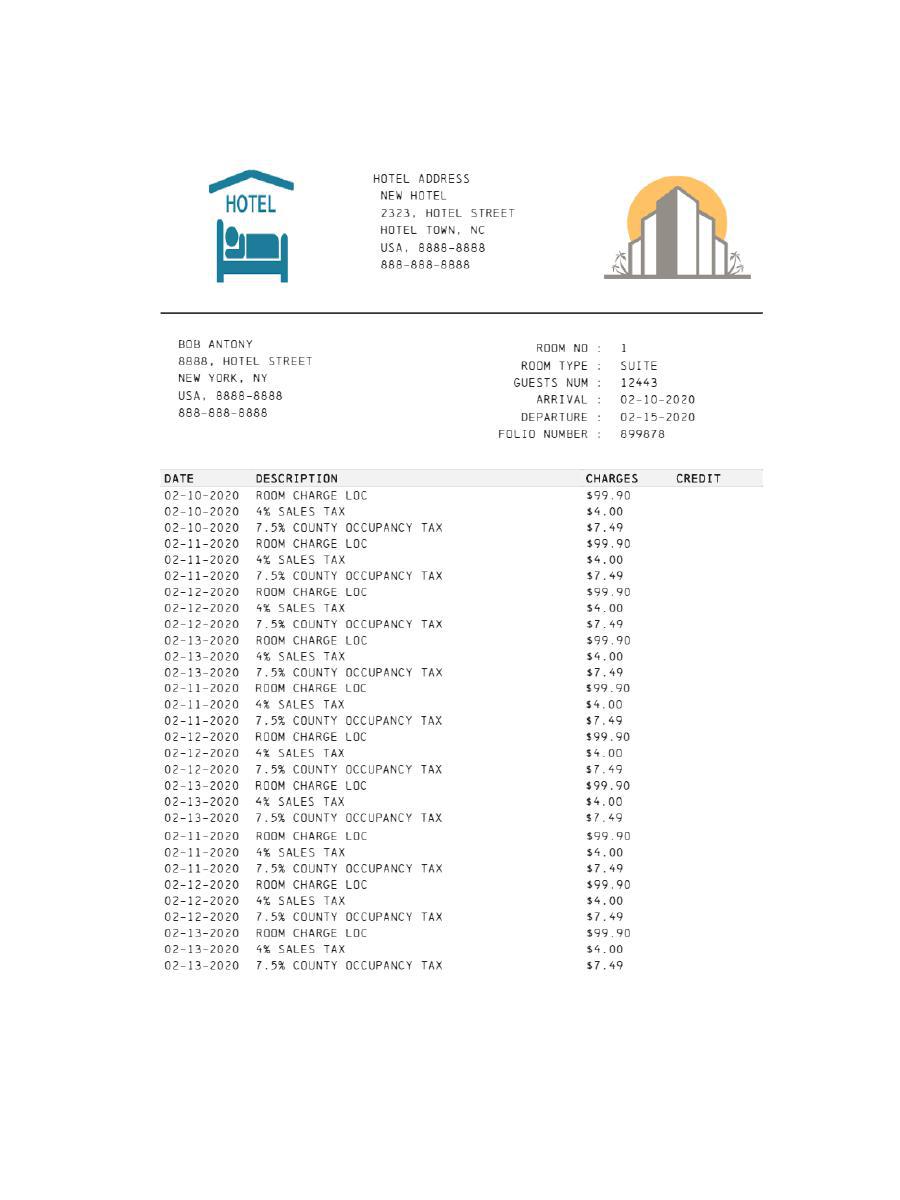 HOTEL
HOTEL ADDRESS
NEW HOTEL
2323, HOTEL STREET
HOTEL TOWN, NC
USA, 8888-8888
888-888-8888
BOB ANTONY
8888, HOTEL STREET
NEW YORK, NY
USA, 8888-8888
888-888-8888
ROOM NO : 1
ROOM TYPE : SUITE
GUESTS NUM : 12443
ARRIVAL : 02-10-2020
DEPARTURE : 02-15-2020
FOLIO NUMBER : 899878
DATE DESCRIPTION CHARGES CREDIT
02-10-2020 ROOM CHARGE LOC $99.90
02-10-2020 4% SALES TAX $4.00
02-10-2020 7.5% COUNTY OCCUPANCY TAX $7.49
02-11-2020 ROOM CHARGE LOC $99.90
02-11-2020 4% SALES TAX $4.00
02-11-2020 7.5% COUNTY OCCUPANCY TAX $7.49
02-12-2020 ROOM CHARGE LOC $99.90
02-12-2020 4% SALES TAX $4.00
02-12-2020 7.5% COUNTY OCCUPANCY TAX $7.49
02-13-2020 ROOM CHARGE LOC $99.90
02-13-2020 4% SALES TAX $4.00
02-13-2020 7.5% COUNTY OCCUPANCY TAX $7.49
02-11-2020 ROOM CHARGE LOC $99.90
02-11-2020 4% SALES TAX $4.00
02-11-2020 7.5% COUNTY OCCUPANCY TAX $7.49
02-12-2020 ROOM CHARGE LOC $99.90
02-12-2020 4% SALES TAX $4.00
02-12-2020 7.5% COUNTY OCCUPANCY TAX $7.49
02-13-2020 ROOM CHARGE LOC $99.90
02-13-2020 4% SALES TAX $4.00
02-13-2020 7.5% COUNTY OCCUPANCY TAX $7.49
02-11-2020 ROOM CHARGE LOC $99.90
02-11-2020 4% SALES TAX $4.00
02-11-2020 7.5% COUNTY OCCUPANCY TAX $7.49
02-12-2020 ROOM CHARGE LOC $99.90
02-12-2020 4% SALES TAX $4.00
02-12-2020 7.5% COUNTY OCCUPANCY TAX $7.49
02-13-2020 ROOM CHARGE LOC $99.90
02-13-2020 4% SALES TAX $4.00
02-13-2020 7.5% COUNTY OCCUPANCY TAX $7.49